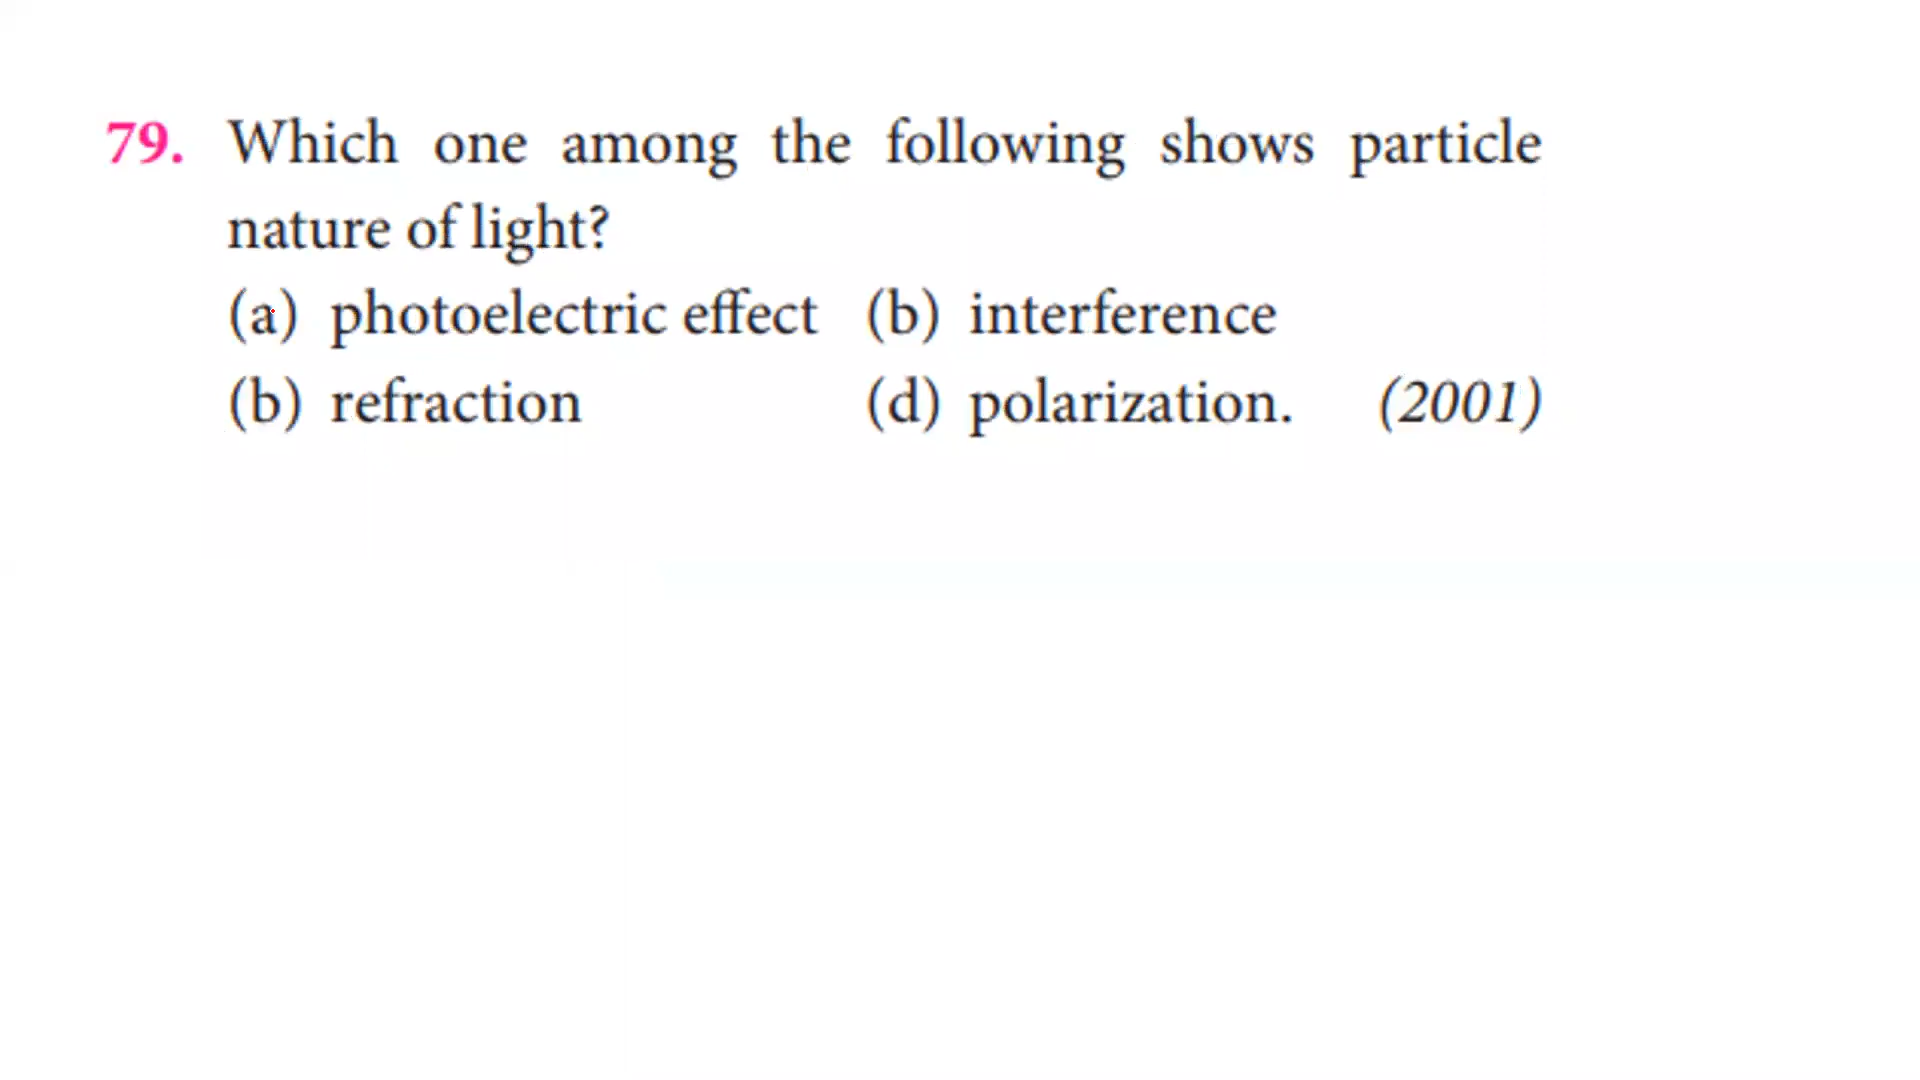 79. Which one among the following shows particle
nature of light?
(a) photoelectric effect (b) interference
(b) refraction (d) polarization. (2001)